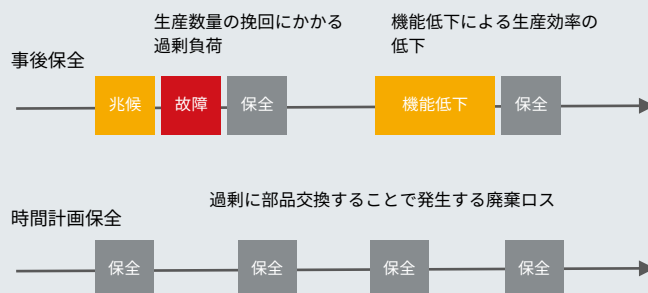 生産数量の挽回にかかる
過剰負荷
機能低下による生産効率の
低下
事後保全
兆候
故障
保全
機能低下
保全
過剰に部品交換することで発生する廃棄ロス
時間計画保全
保全
保全
保全
保全